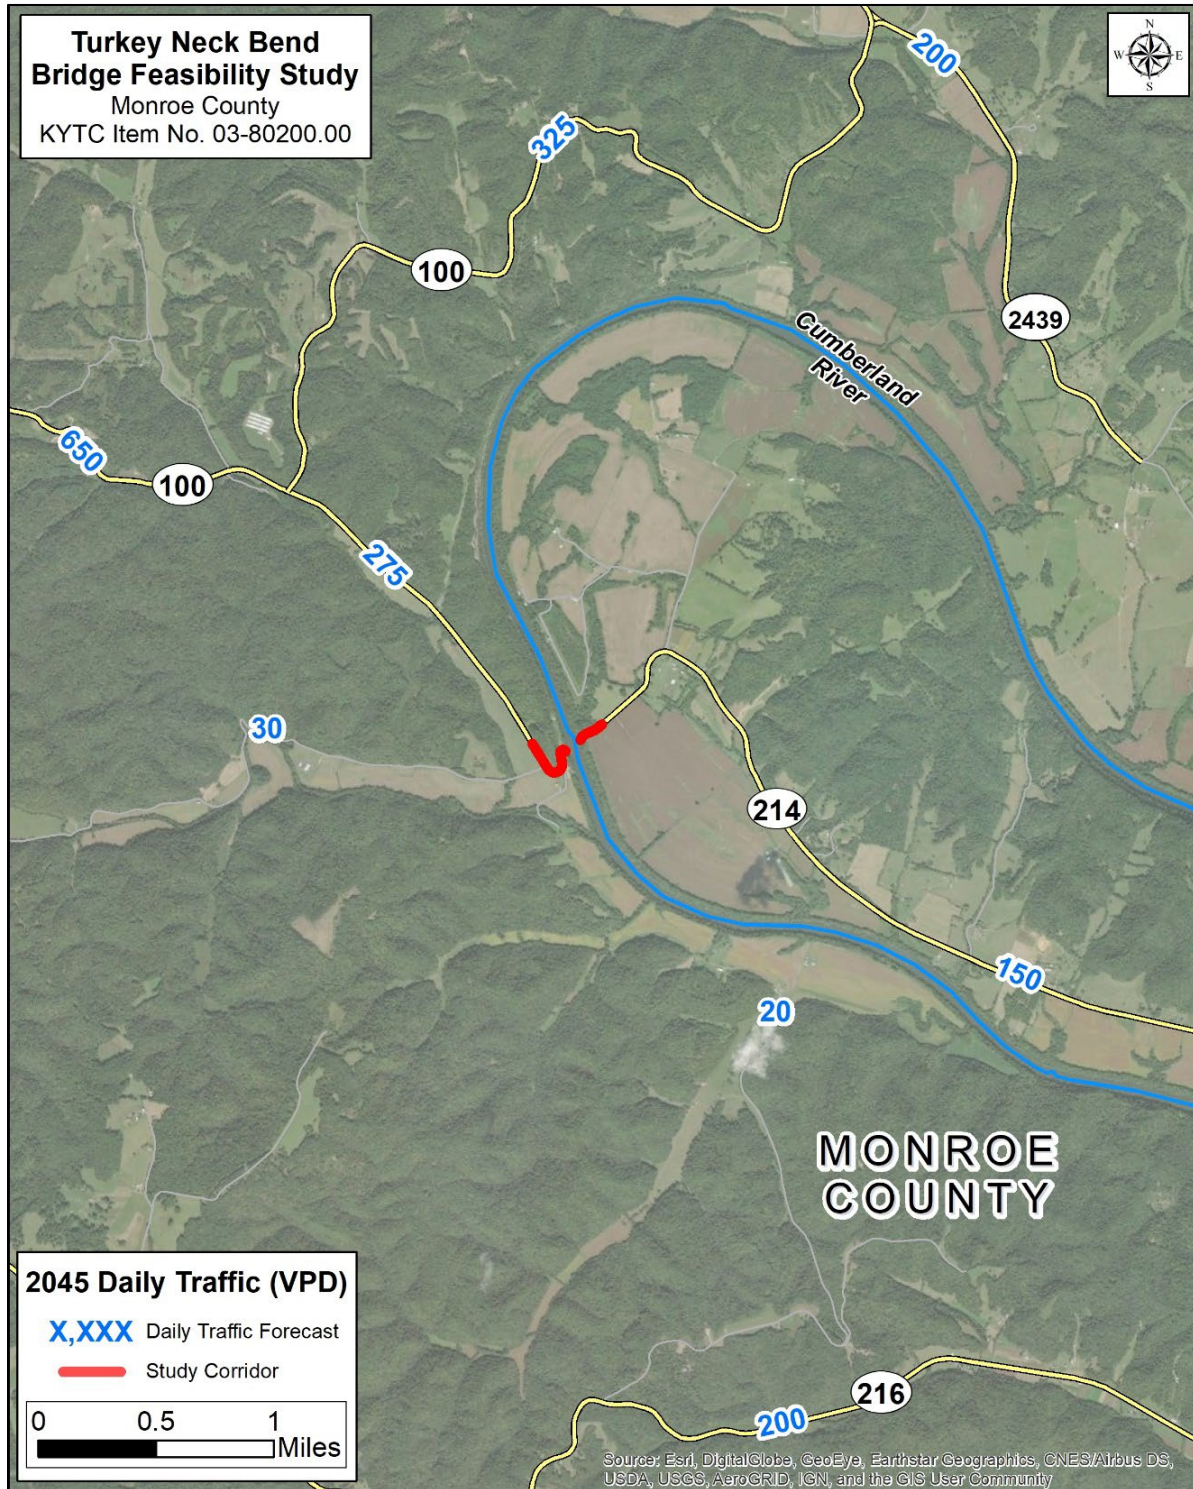 Turkey Neck Bend
Bridge Feasibility Study
Monroe County
KYTC Item No. 03-80200.00
N
W E
S
200
325
100
2439
Cumberland
River
650
100
275
30
214
150
20
MONROE
COUNTY
2045 Daily Traffic (VPD)
X,XXX Daily Traffic Forecast
Study Corridor
0 0.5 1
Miles
216
200
Source: Esri, DigitalGlobe, GeoEye, Earthstar Geographics, CNES/Airbus DS,
USDA, USGS, AeroGRID, IGN, and the GIS User Community